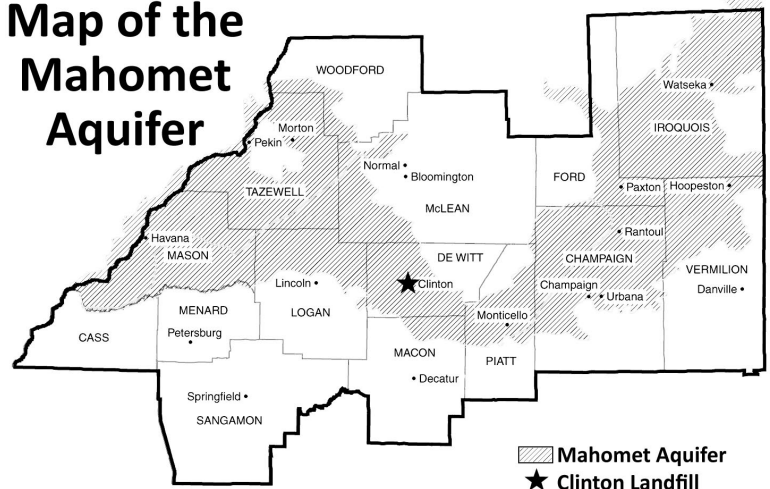 Map of the
Mahomet
Aquifer
WOODFORD
Watseka
Morton
IROQUOIS
Pekin
Normal
Bloomington
FORD
TAZEWELL
Paxton
Hoopeston
McLEAN
Rantoul
Havana
MASON
DE WITT
CHAMPAIGN
VERMILION
Lincoln
Clinton
Champaign
Urbana
Danville
MENARD
LOGAN
Monticello
Petersburg
CASS
MACON
PIATT
Decatur
Springfield
SANGAMON
Mahomet Aquifer
Clinton Landfill